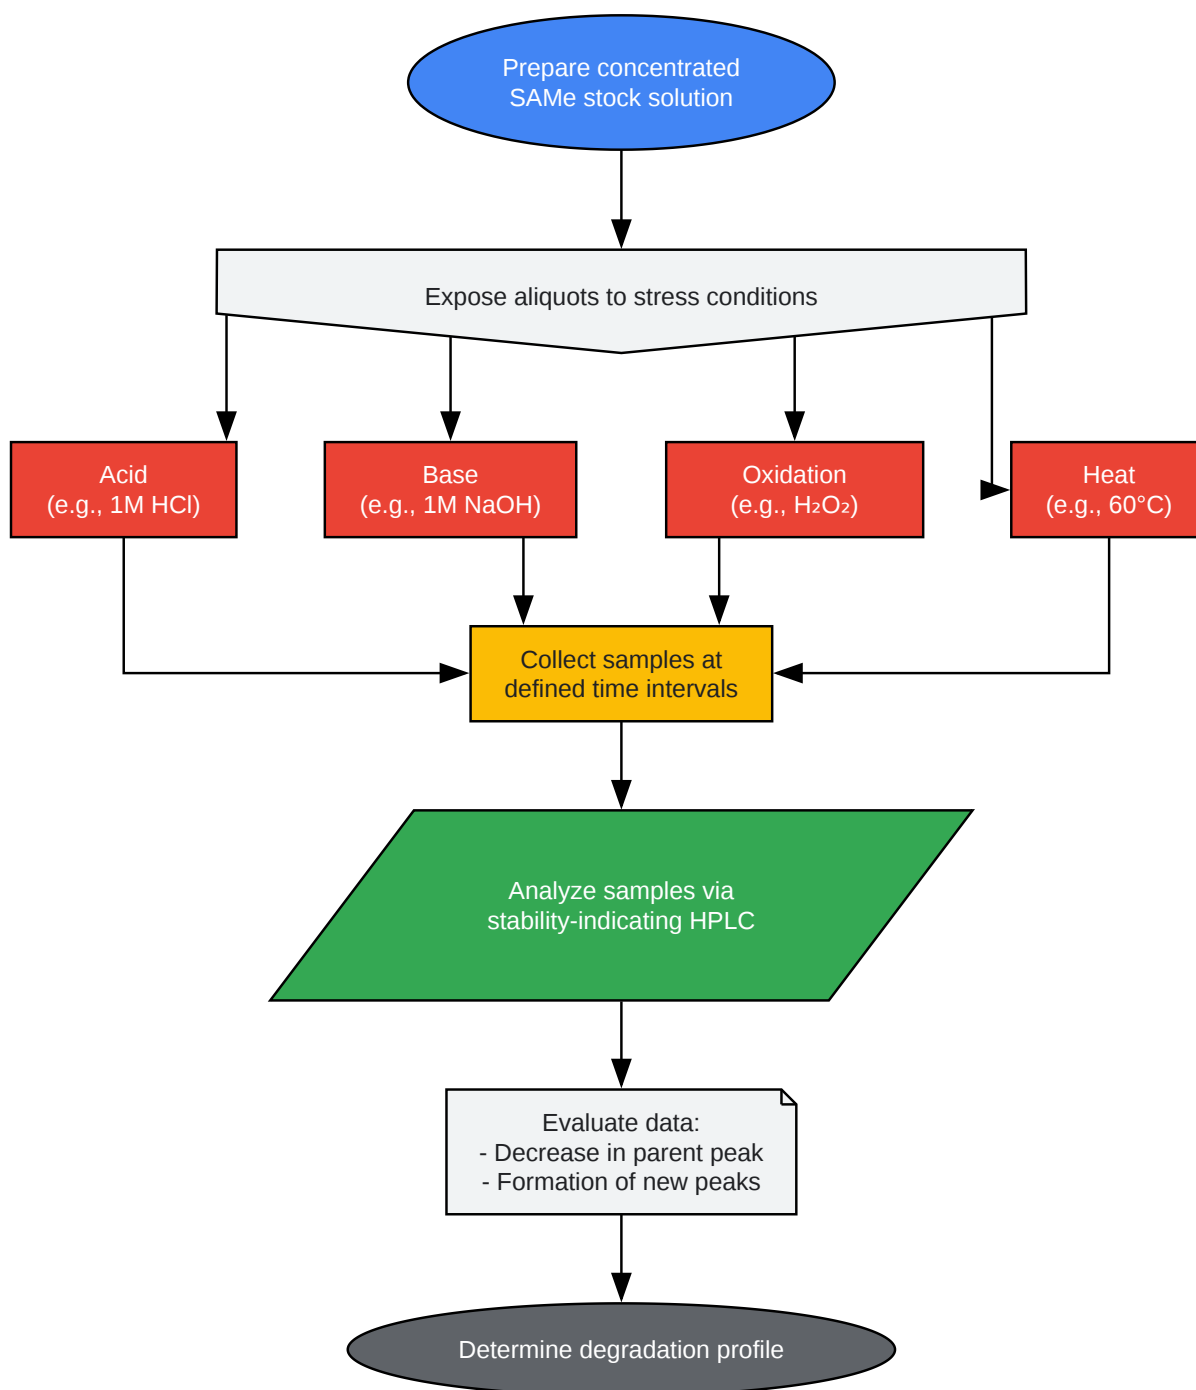 Prepare concentrated
SAMe stock solution
Expose aliquots to stress conditions
Acid
(e.g., 1M HCl)
Base
(e.g., 1M NaOH)
Oxidation
(e.g., H₂O₂)
Heat
(e.g., 60°C)
Collect samples at
defined time intervals
Analyze samples via
stability-indicating HPLC
Evaluate data:
- Decrease in parent peak
- Formation of new peaks
Determine degradation profile